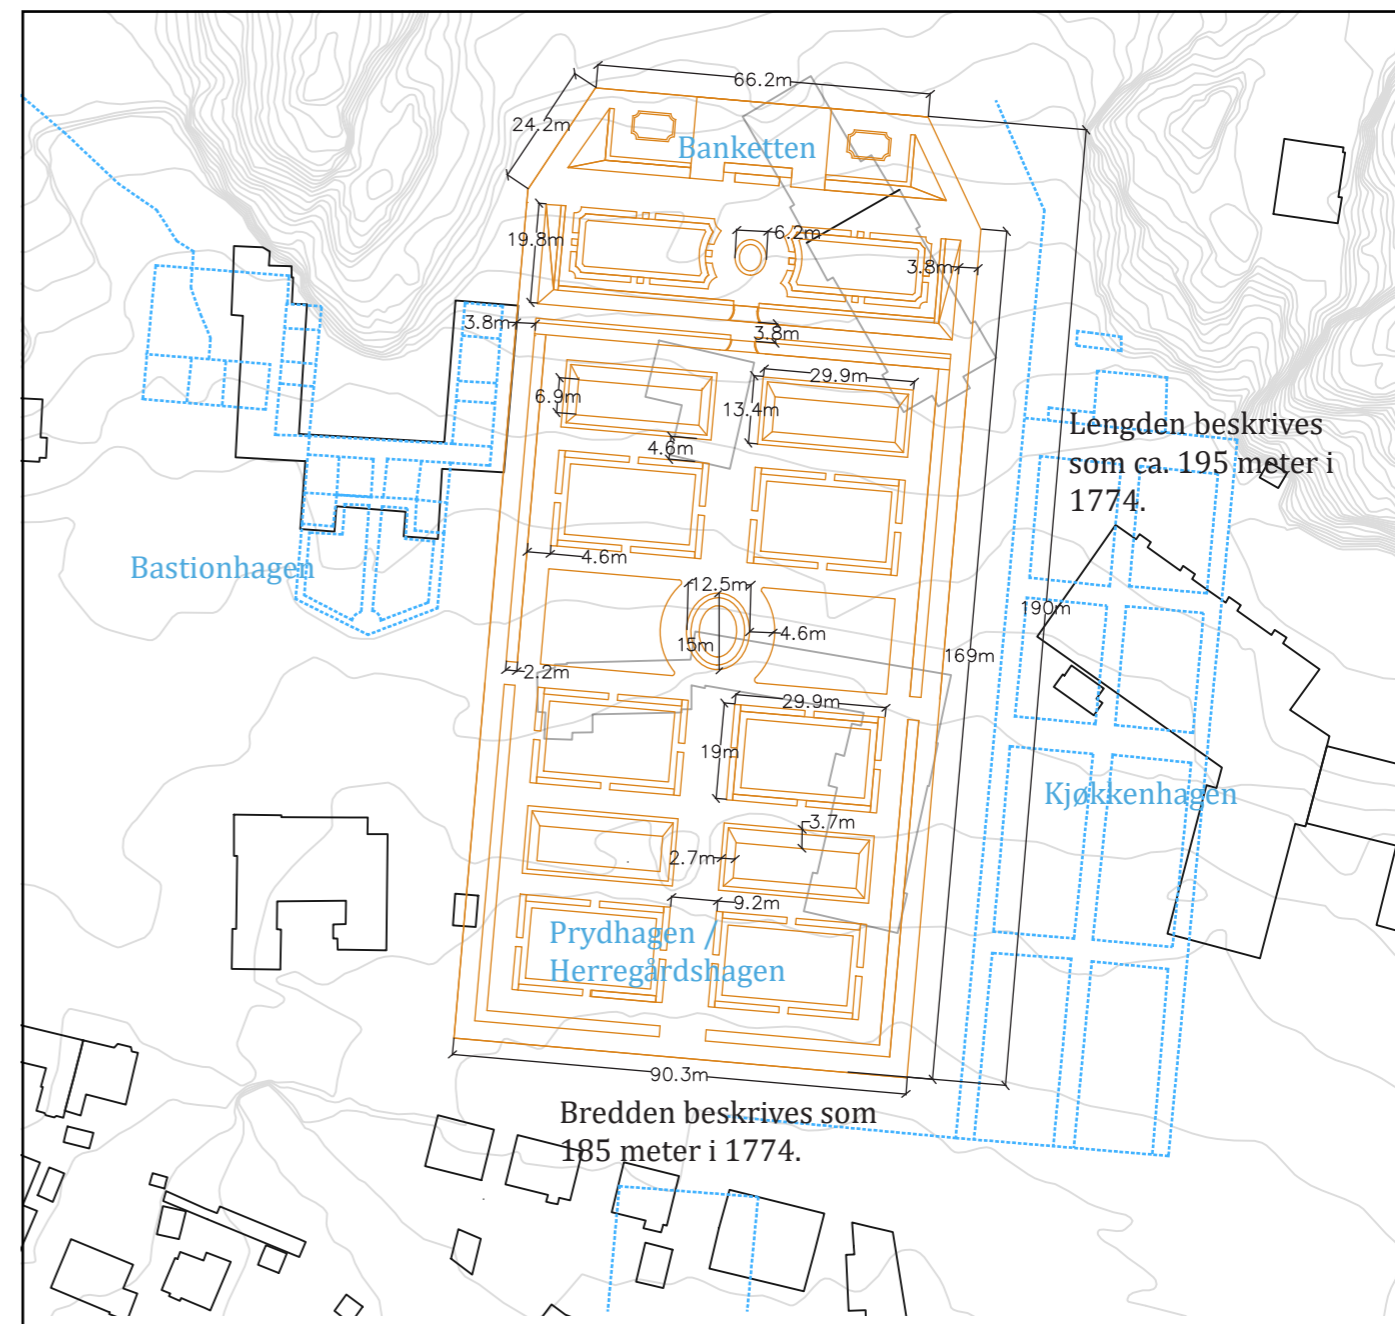 66.2m
24.2m
Banketten
19.8m
6.2m
3.8m
3.8m
3.8m
29.9m
6.9m
13.4m
4.6m
Lengden beskrives
som ca. 195 meter i
1774.
4.6m
Bastionhagen
12.5m
190m
15m
4.6m
169m
2.2m
29.9m
19m
Kjøkkenhagen
3.7m
2.7m
9.2m
Prydhagen /
Herregårdshagen
90.3m
Bredden beskrives som
185 meter i 1774.